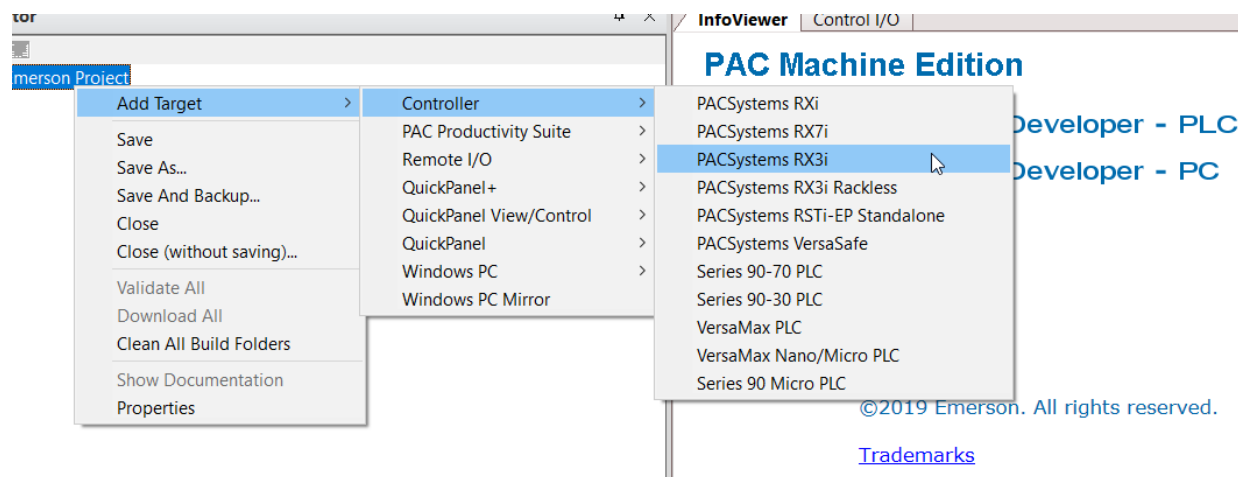 InfoViewer
Control I/O
PAC Machine Edition
Developer - PLC
Developer - PC
©2019 Emerson. All rights reserved.
Trademarks
Project
Add Target
Save
Save As...
Save And Backup...
Close
Close (without saving)...
Validate All
Download All
Clean All Build Folders
Show Documentation
Properties
Controller
PAC Productivity Suite
Remote I/O
QuickPanel+
QuickPanel View/Control
QuickPanel
Windows PC
Windows PC Mirror
PACSystems RXi
PACSystems RX7i
PACSystems RX3i
PACSystems RX3i Rackless
PACSystems RSTi-EP Standalone
PACSystems VersaSafe
Series 90-70 PLC
Series 90-30 PLC
VersaMax PLC
VersaMax Nano/Micro PLC
Series 90 Micro PLC